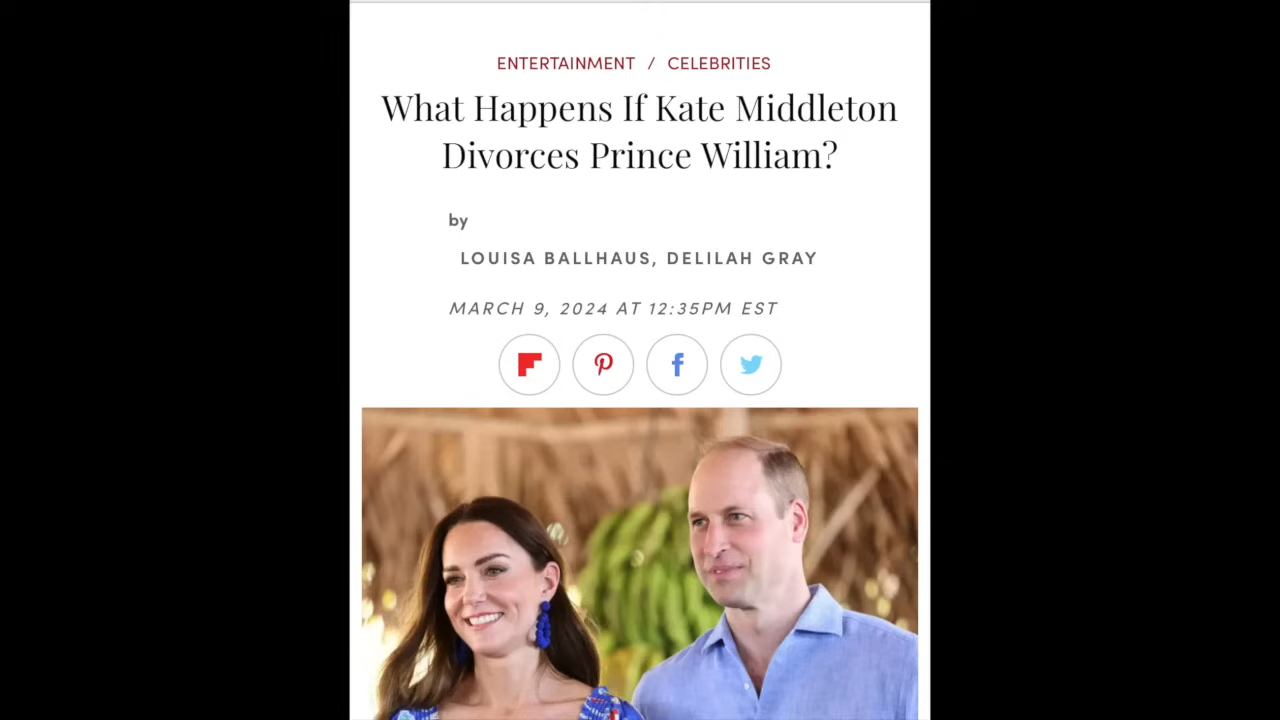 ENTERTAINMENT / CELEBRITIES
What Happens If Kate Middleton
Divorces Prince William?
by
LOUISA BALLHAUS, DELILAH GRAY
MARCH 9, 2024 AT 12:35PM EST